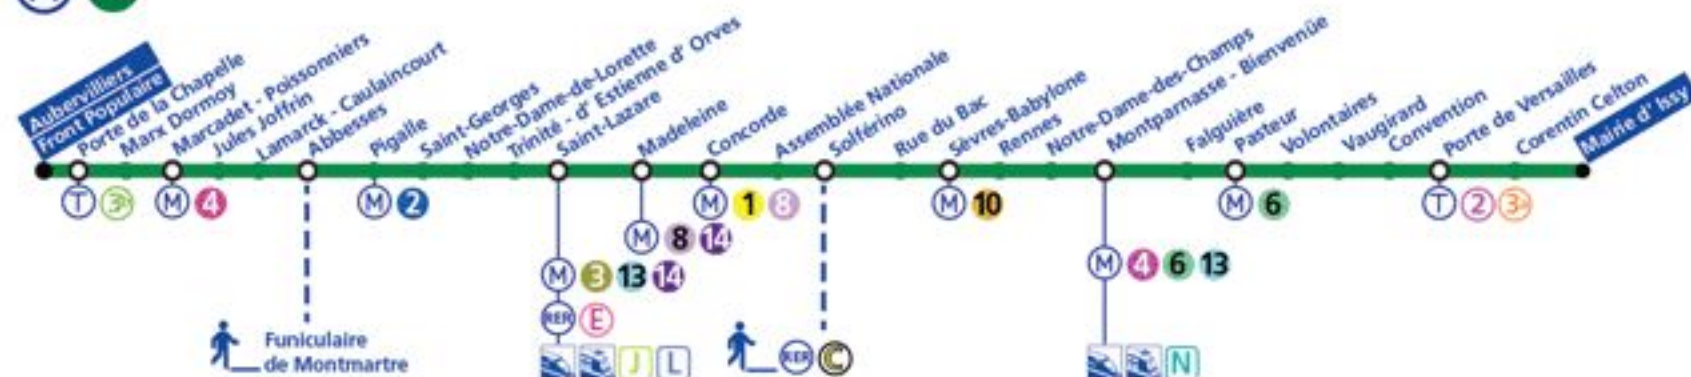 Aubervilliers
Front Populaire
Porte de la Chapelle
Marx Dormoy
Marcadet - Poissonniers
Jules Joffrin
Lamarck - Caulaincourt
Abbesses
Pigalle
Saint-Georges
Notre-Dame-de-Lorette
Trinité - d' Estienne d' Orves
Saint-Lazare
Madeleine
Concorde
Assemblée Nationale
Solférino
Rue du Bac
Sèvres-Babylone
Rennes
Notre-Dame-des-Champs
Montparnasse - Bienvenüe
Falguière
Pasteur
Volontaires
Vaugirard
Convention
Porte de Versailles
Corentin Celton
Mairie d' Issy
T 3b
M 4
M 2
M 1 8
M 10
M 6
T 2 3a
M 8 14
M 3 13 14
M 4 6 13
RER E
Funiculaire
de Montmartre
J L
RER C
N